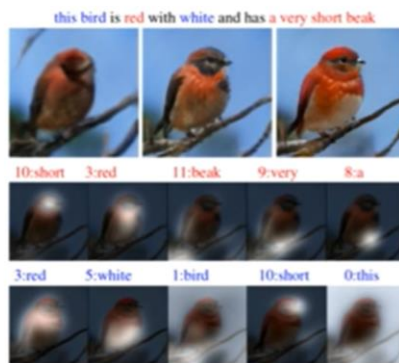 this bird is red with white and has a very short beak
10:short 3:red 11:beak 9:very 8:a
3:red 5:white 1:bird 10:short 0:this